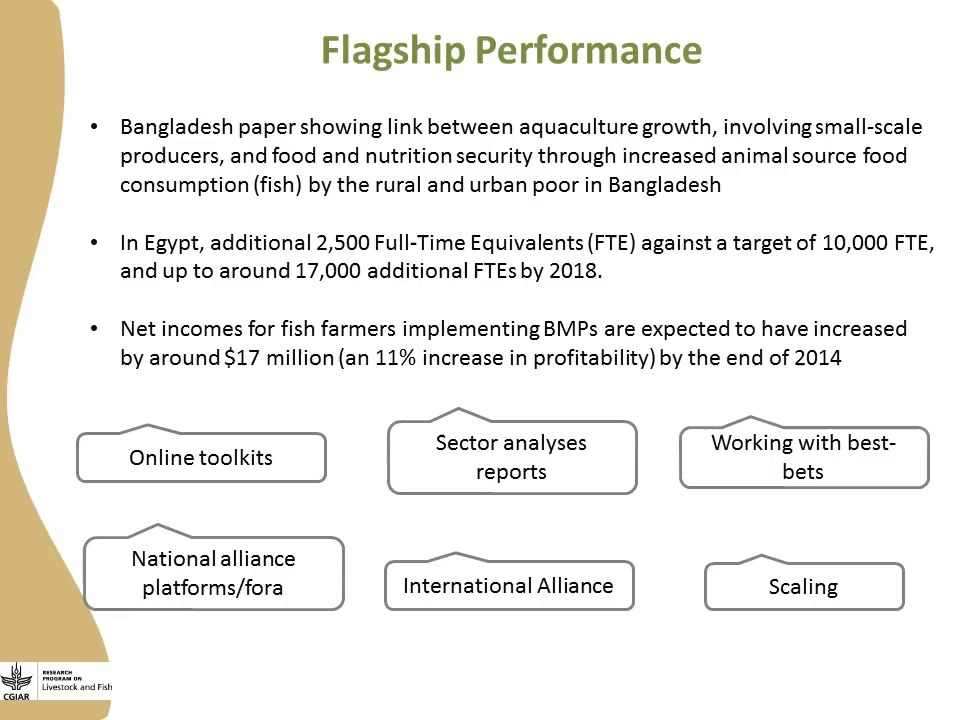 Flagship Performance
• Bangladesh paper showing link between aquaculture growth, involving small-scale
producers, and food and nutrition security through increased animal source food
consumption (fish) by the rural and urban poor in Bangladesh
• In Egypt, additional 2,500 Full-Time Equivalents (FTE) against a target of 10,000 FTE,
and up to around 17,000 additional FTEs by 2018.
• Net incomes for fish farmers implementing BMPs are expected to have increased
by around $17 million (an 11% increase in profitability) by the end of 2014
Online toolkits
Sector analyses
reports
Working with best-
bets
National alliance
platforms/fora
International Alliance
Scaling
CGIAR
RESEARCH
PROGRAM ON
Livestock and Fish